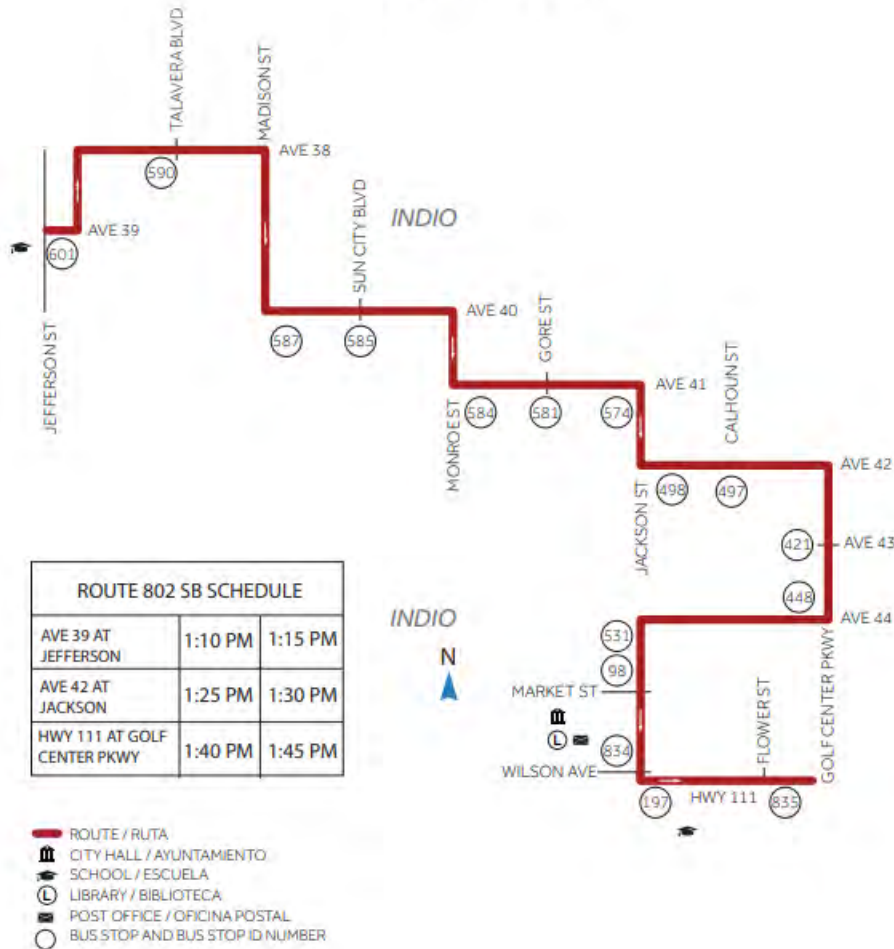 TALAVERA BLVD
MADISON ST
AVE 38
590
SUN CITY BLVD
INDIO
AVE 39
601
JEFFERSON ST
AVE 40
587
585
GORE ST
AVE 41
CALHOUN ST
584
581
574
MONROE ST
AVE 42
JACKSON ST
498
497
421
AVE 43
448
AVE 44
ROUTE 802 SB SCHEDULE
AVE 39 AT
JEFFERSON
1:10 PM
1:15 PM
AVE 42 AT
JACKSON
1:25 PM
1:30 PM
HWY 111 AT GOLF
CENTER PKWY
1:40 PM
1:45 PM
INDIO
N
531
98
MARKET ST
L
834
WILSON AVE
FLOWER ST
GOLF CENTER PKWY
197
HWY 111
835
ROUTE / RUTA
CITY HALL / AYUNTAMIENTO
SCHOOL / ESCUELA
L LIBRARY / BIBLIOTECA
POST OFFICE / OFICINA POSTAL
BUS STOP AND BUS STOP ID NUMBER